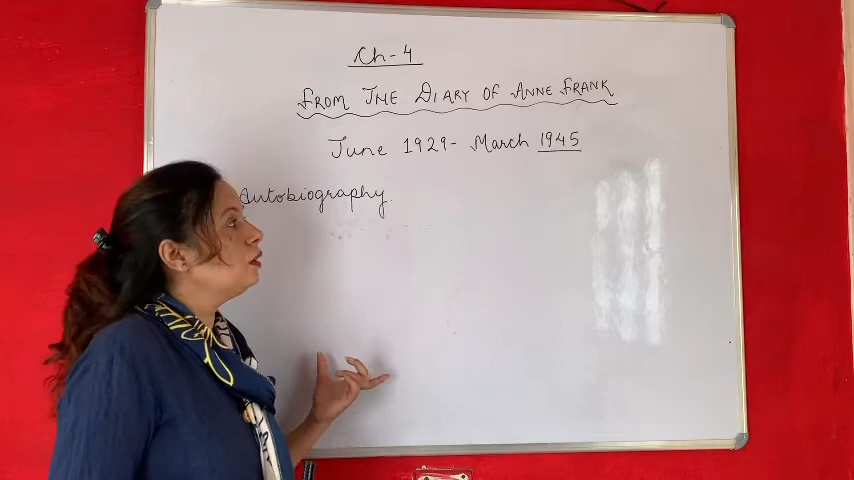 Ch-4
FROM THE DIARY OF ANNE FRANK
June 1929- March 1945
Autobiography.